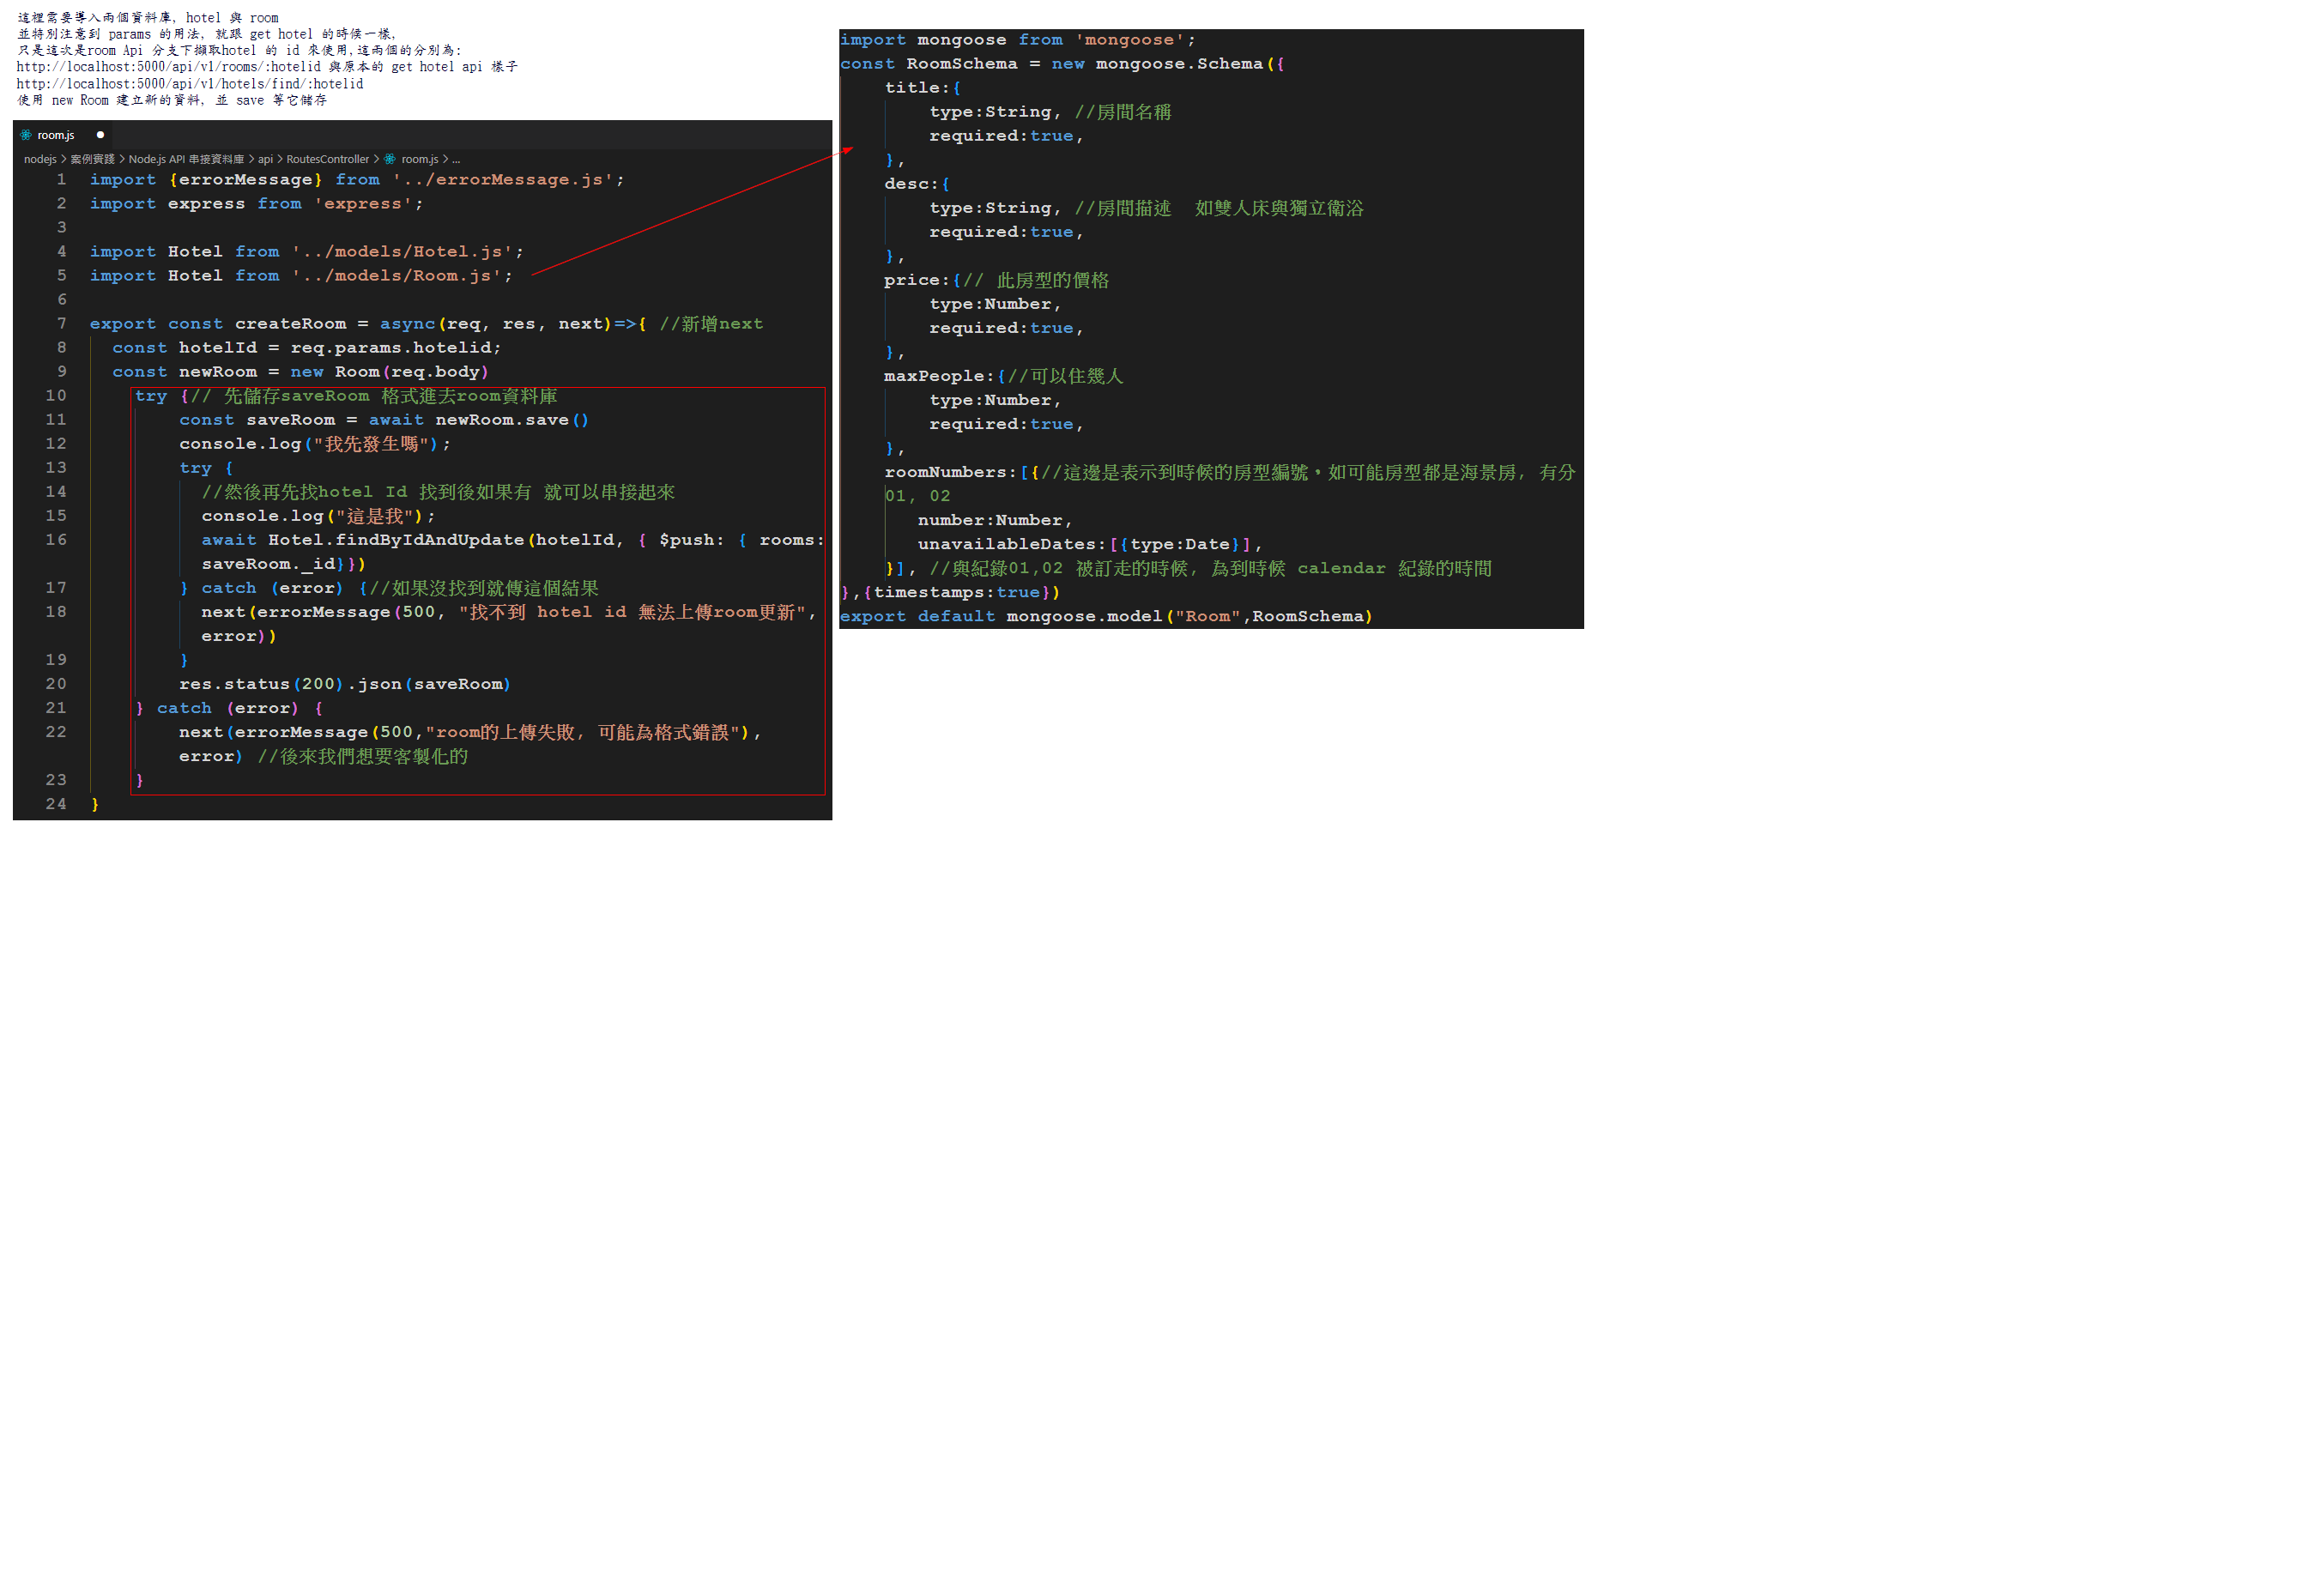 這裡需要導入兩個資料庫, hotel 與 room
並特別注意到 params 的用法, 就跟 get hotel 的時候一樣,
只是這次是room Api 分支下擷取hotel 的 id 來使用,這兩個的分別為:
http://localhost:5000/api/v1/rooms/:hotelid 與原本的 get hotel api 樣子
http://localhost:5000/api/v1/hotels/find/:hotelid
使用 new Room 建立新的資料, 並 save 等它儲存
room.js ●
nodejs > 案例實踐 > Node.js API 串接資料庫 > api > RoutesController > room.js > ...
1 import {errorMessage} from '../errorMessage.js';
2 import express from 'express';
3
4 import Hotel from '../models/Hotel.js';
5 import Hotel from '../models/Room.js';
6
7 export const createRoom = async(req, res, next)=>{ //新增next
8 const hotelId = req.params.hotelid;
9 const newRoom = new Room(req.body)
10 try {// 先儲存saveRoom 格式進去room資料庫
11 const saveRoom = await newRoom.save()
12 console.log("我先發生嗎");
13 try {
14 //然後再先找hotel Id 找到後如果有 就可以串接起來
15 console.log("這是我");
16 await Hotel.findByIdAndUpdate(hotelId, { $push: { rooms:
saveRoom._id}})
17 } catch (error) {//如果沒找到就傳這個結果
18 next(errorMessage(500, "找不到 hotel id 無法上傳room更新",
error))
19 }
20 res.status(200).json(saveRoom)
21 } catch (error) {
22 next(errorMessage(500,"room的上傳失敗, 可能為格式錯誤"),
error) //後來我們想要客製化的
23 }
24 }
import mongoose from 'mongoose';
const RoomSchema = new mongoose.Schema({
title:{
type:String, //房間名稱
required:true,
},
desc:{
type:String, //房間描述  如雙人床與獨立衛浴
required:true,
},
price:{// 此房型的價格
type:Number,
required:true,
},
maxPeople:{//可以住幾人
type:Number,
required:true,
},
roomNumbers:[{//這邊是表示到時候的房型編號，如可能房型都是海景房, 有分
01, 02
number:Number,
unavailableDates:[{type:Date}],
}], //與紀錄01,02 被訂走的時候, 為到時候 calendar 紀錄的時間
},{timestamps:true})
export default mongoose.model("Room",RoomSchema)